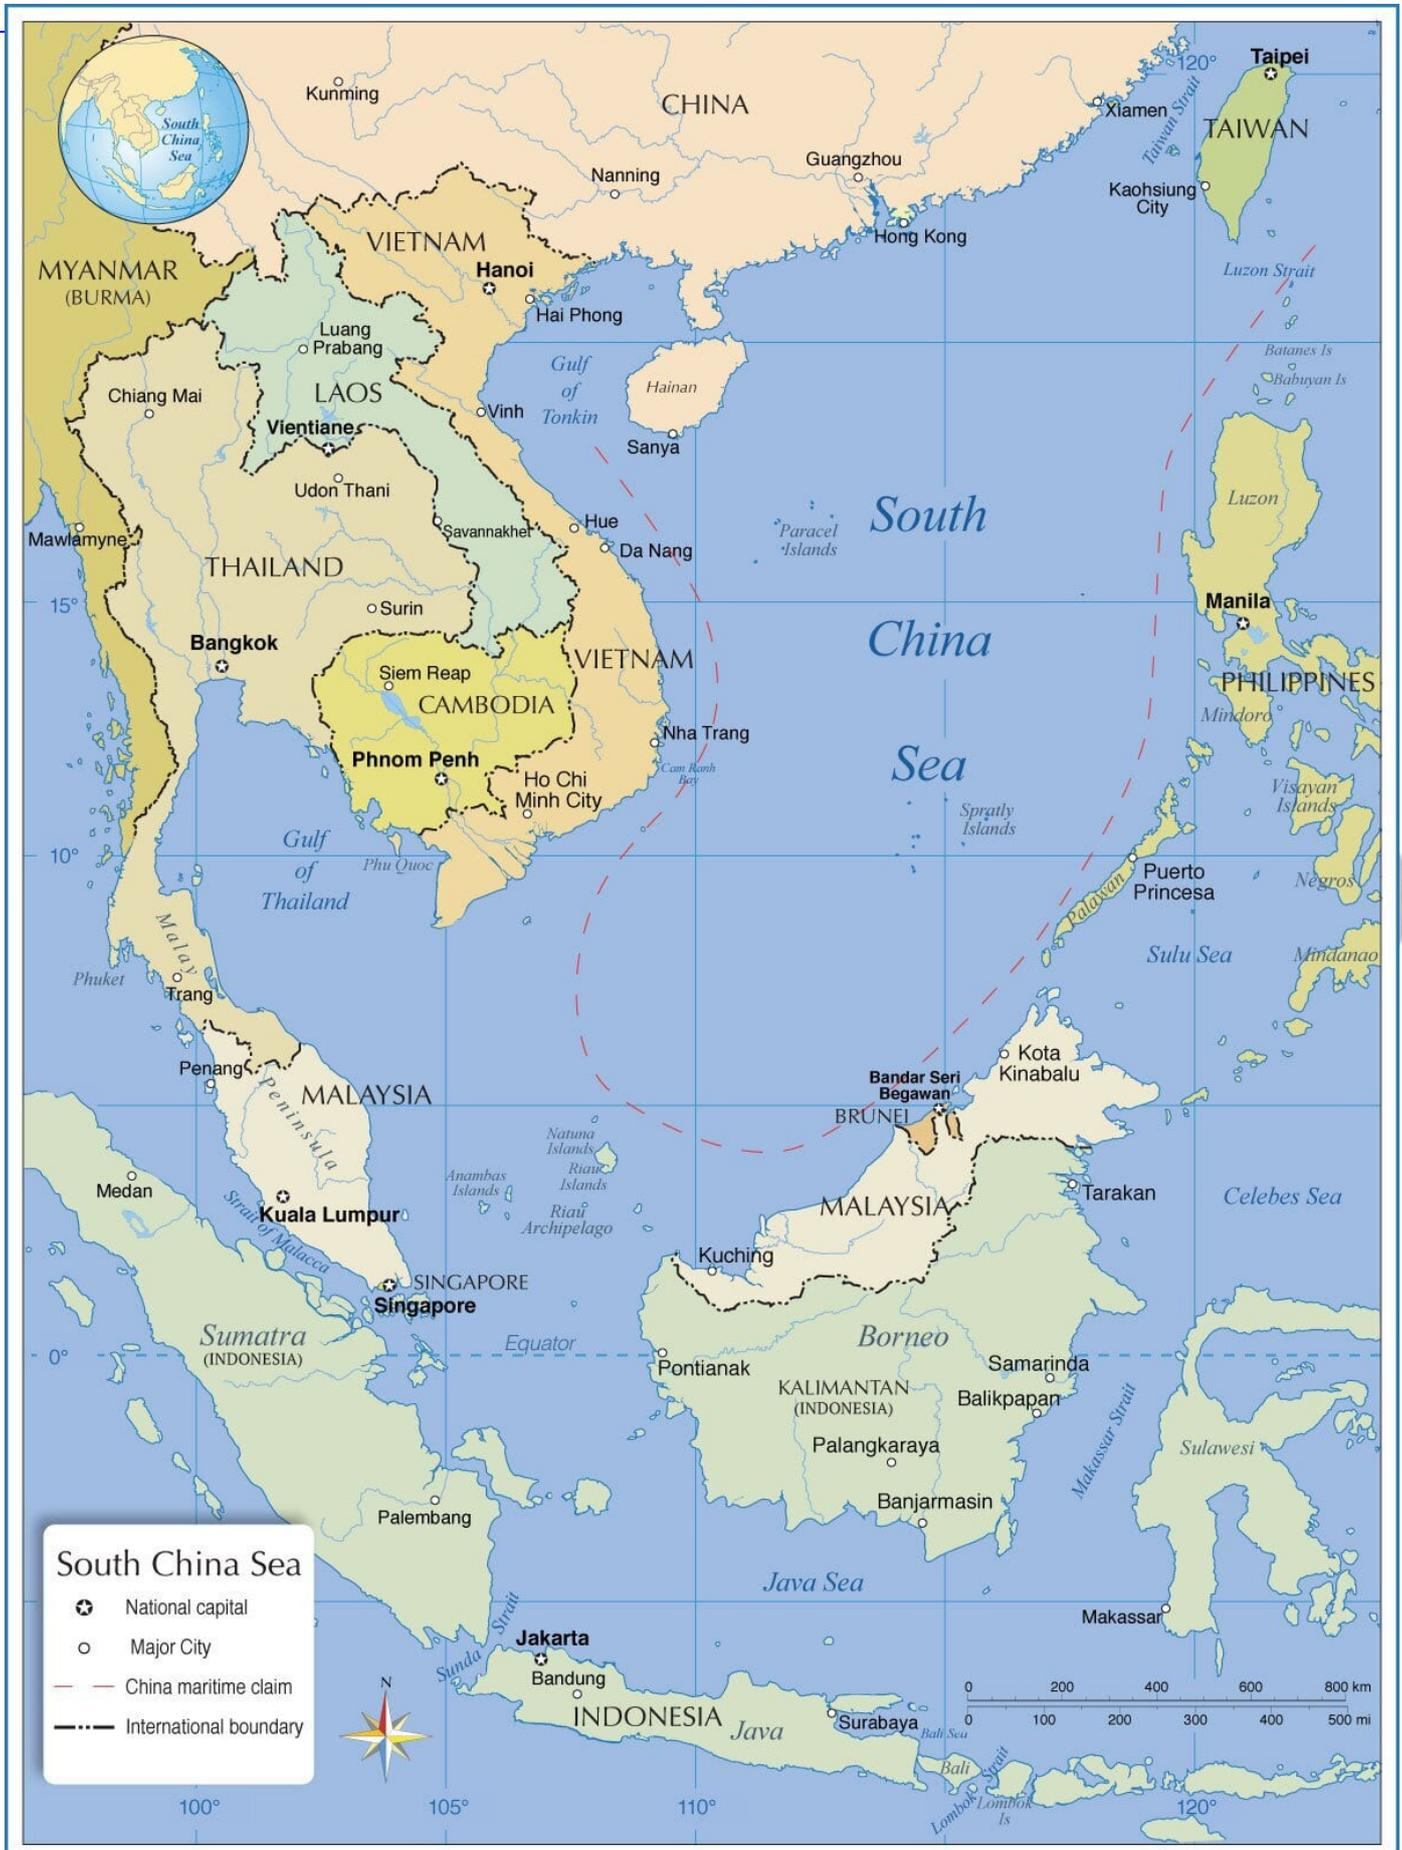 120°
Taipei
Kunming
CHINA
Xiamen
Taiwan Strait
TAIWAN
South
China
Sea
Guangzhou
Nanning
Kaohsiung
City
Hong Kong
VIETNAM
Hanoi
Luzon Strait
MYANMAR
(BURMA)
Hai Phong
Luang
Prabang
Batanes Is
Babuyan Is
Gulf
of
Tonkin
Hainan
Chiang Mai
LAOS
Vinh
Vientiane
Sanya
Udon Thani
Luzon
South
China
Sea
Paracel
Islands
Hue
Da Nang
Savannakhet
Mawlamyne
THAILAND
15°
Surin
Manila
Bangkok
VIETNAM
Siem Reap
CAMBODIA
PHILIPPINES
Mindoro
Nha Trang
Phnom Penh
Cam Ranh
Bay
Ho Chi
Minh City
Visayan
Islands
Spratly
Islands
10°
Gulf
of
Thailand
Phu Quoc
Puerto
Princesa
Palawan
Negros
Malay
Peninsula
Sulu Sea
Mindanao
Phuket
Trang
Penang
Kota
Kinabalu
Bandar Seri
Begawan
BRUNEI
MALAYSIA
Natuna
Islands
Riau
Islands
Anambas
Islands
Riau
Archipelago
Medan
Kuala Lumpur
Strait of Malacca
MALAYSIA
Tarakan
Celebes Sea
Kuching
SINGAPORE
Singapore
Sumatra
(INDONESIA)
Equator
Borneo
0°
Pontianak
Samarinda
KALIMANTAN
(INDONESIA)
Balikpapan
Makassar Strait
Palangkaraya
Sulawesi
Banjarmasin
Palembang
South China Sea
National capital
Major City
China maritime claim
International boundary
Java Sea
Makassar
Sunda Strait
Jakarta
Bandung
N
INDONESIA
Java
Surabaya
Bali Sea
0 200 400 600 800 km
0 100 200 300 400 500 mi
Bali
Lombok Strait
Lombok
Is
100° 105° 110° 120°